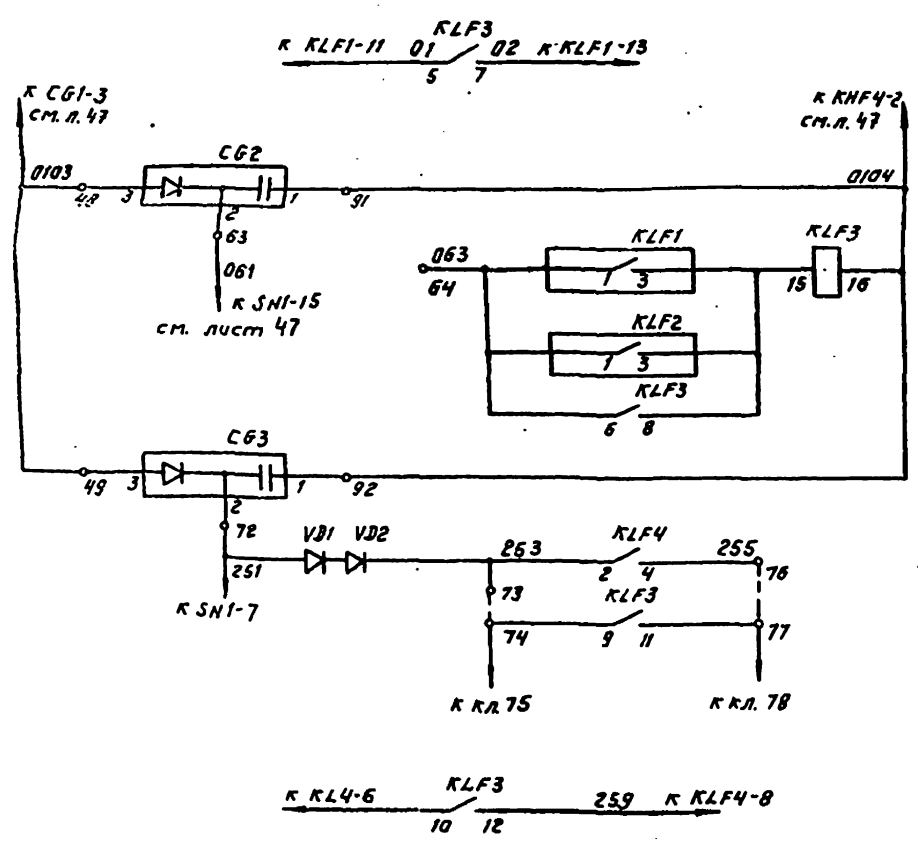 KLF3
к KLF1-11 01 02 к KLF1-13
5 7
к CG1-3
см. л. 47
к KHF4-2
см. л. 47
CG2
0103 0104
48 3 1 91
2
63
061
к SH1-15
см. лист 47
KLF1
KLF3
063
64
1 3
15 16
KLF2
1 3
KLF3
6 8
CG3
49 3 1 92
2
72
VD1 VD2
251
к SH1-7
253 KLF4 255
2 4 76
73
KLF3
74 9 11 77
к кл. 75
к кл. 78
KLF3
к KL4-6 259 к KLF4-8
10 12